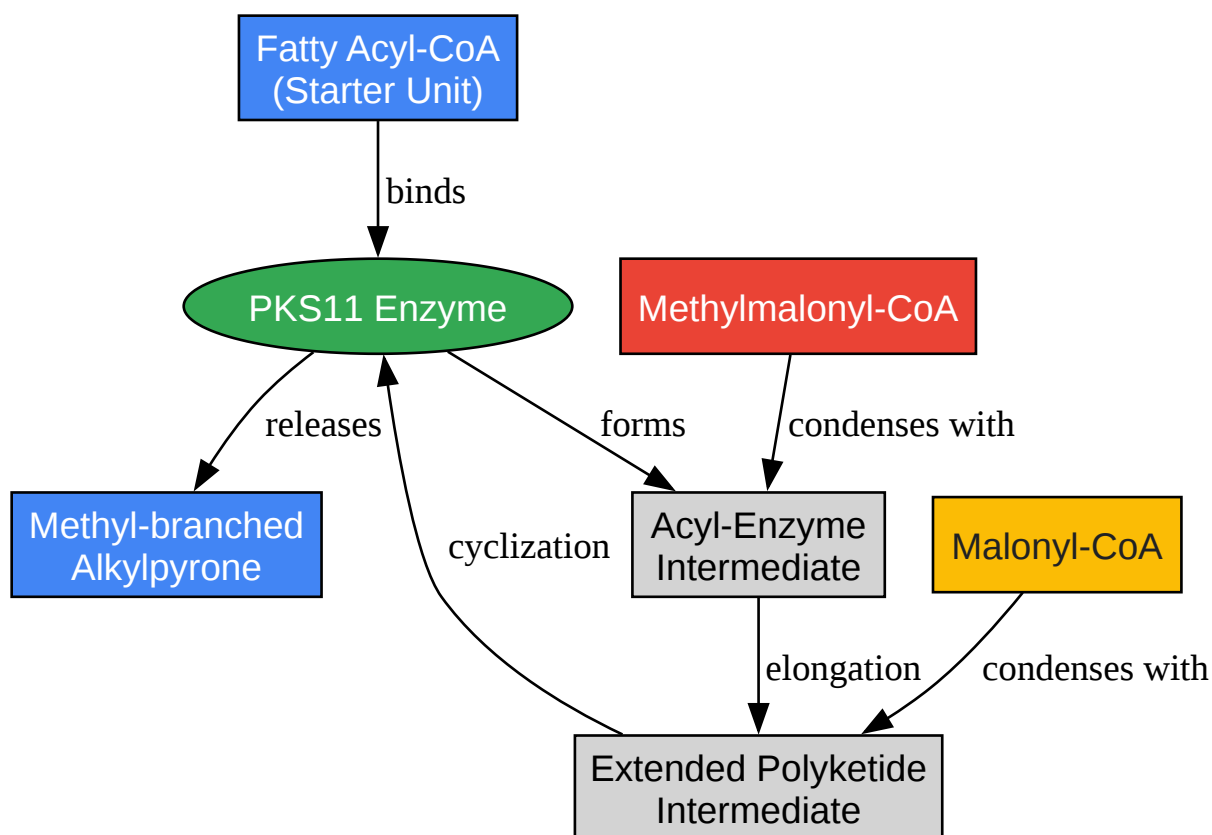 Fatty Acyl-CoA
(Starter Unit)
binds
PKS11 Enzyme
Methylmalonyl-CoA
releases
forms
condenses with
Methyl-branched
Alkylpyrone
cyclization
Acyl-Enzyme
Intermediate
Malonyl-CoA
elongation
condenses with
Extended Polyketide
Intermediate